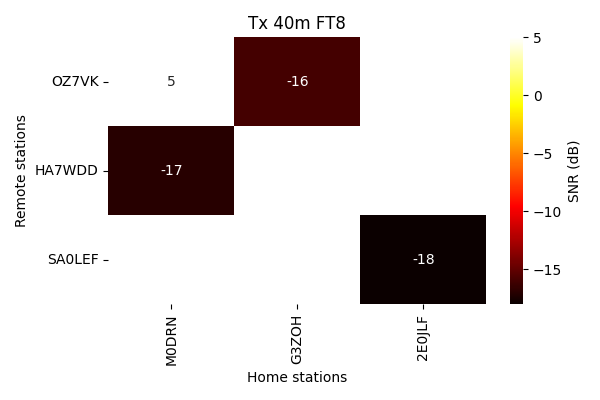 Tx 40m FT8
Remote stations
OZ7VK
HA7WDD
SA0LEF
5
-16
-17
-18
M0DRN
G3ZOH
2E0JLF
Home stations
5
0
−5
−10
−15
SNR (dB)